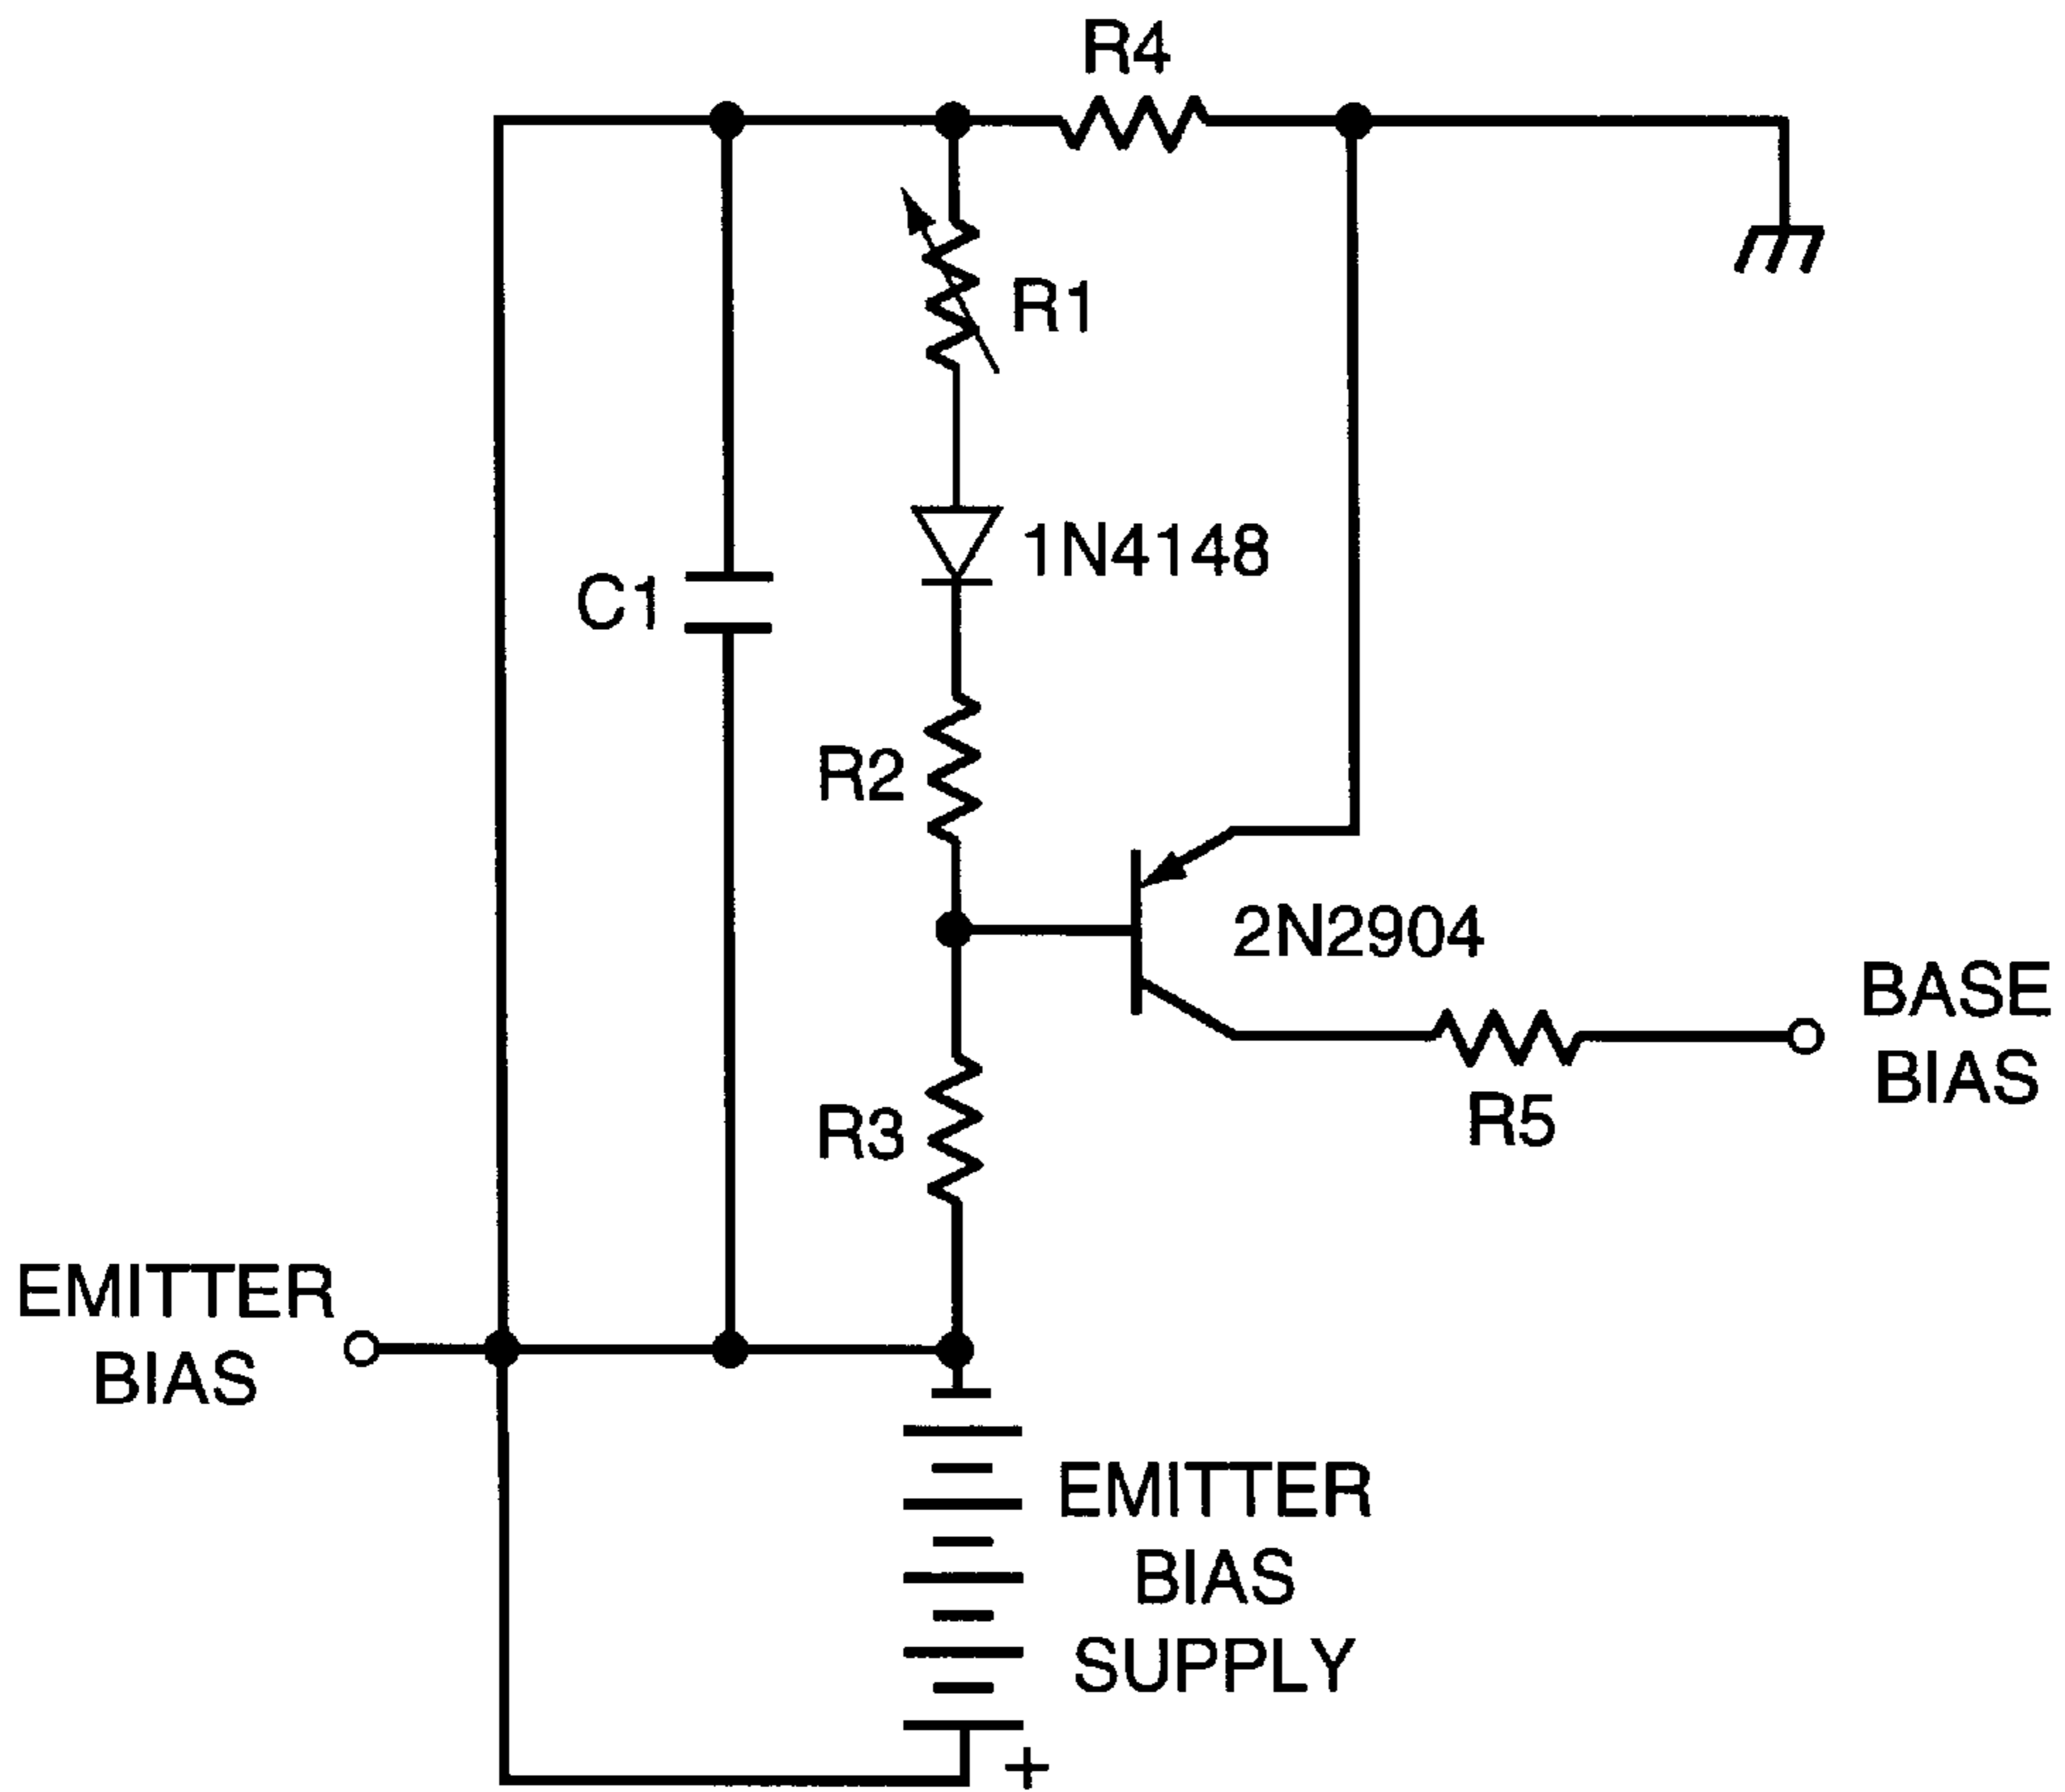 R4
R1
1N4148
C1
R2
2N2904
BASE
BIAS
R5
R3
EMITTER
BIAS
EMITTER
BIAS
SUPPLY
+